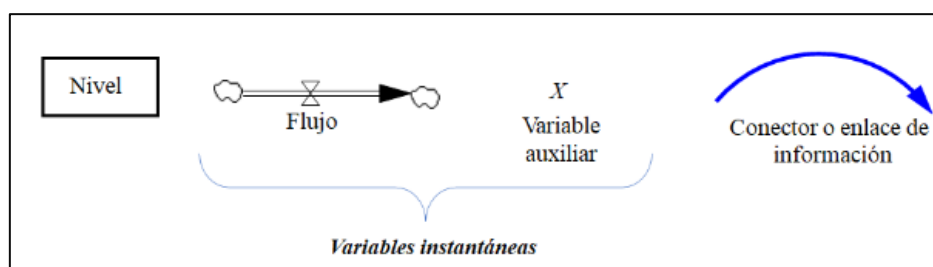 Nivel
Flujo
X
Variable
auxiliar
Conector o enlace de
información
Variables instantáneas